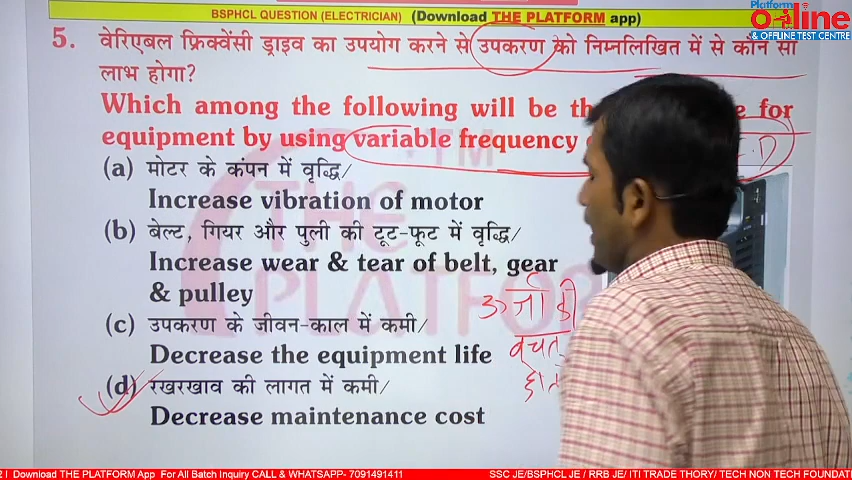 BSPHCL QUESTION (ELECTRICIAN) (Download THE PLATFORM app)
Platform
online
& OFFLINE TEST CENTRE
5. वेरिएबल फ्रिक्वेंसी ड्राइव का उपयोग करने से उपकरण को निम्नलिखित में से कौन सा
लाभ होगा?
Which among the following will be for
equipment by using variable frequency
(a) मोटर के कंपन में वृद्धि/
Increase vibration of motor
(b) बेल्ट, गियर और पुली की टूट-फूट में वृद्धि/
Increase wear & tear of belt, gear
& pulley
(c) उपकरण के जीवन-काल में कमी/
Decrease the equipment life
(d) रखरखाव की लागत में कमी/
Decrease maintenance cost
ऊर्जा की
बचत
TM
THE
PLATFORM
Download THE PLATFORM App For All Batch Inquiry CALL & WHATSAPP- 7091491411 SSC JE/BSPHCL JE / RRB JE/ ITI TRADE THORY/ TECH NON TECH FOUNDATI